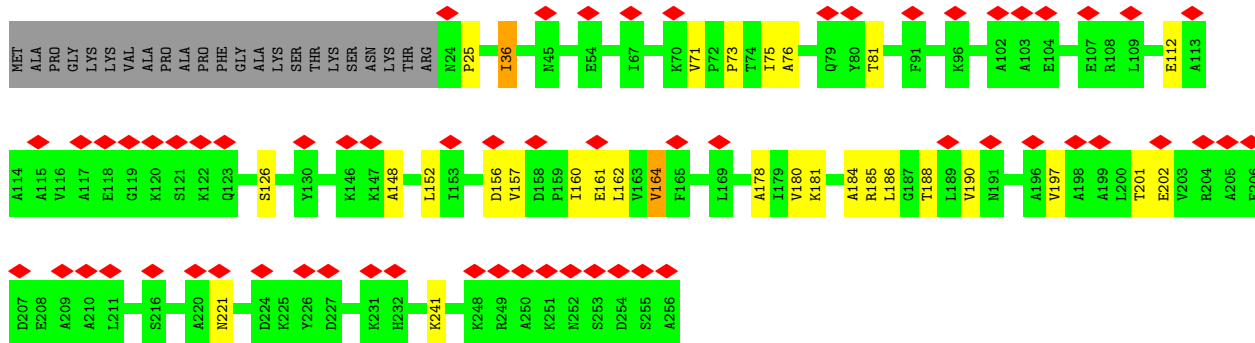 MET ALA PRO GLY LYS LYS VAL ALA PRO ALA PRO PHE GLY ALA LYS SER THR LYS SER ASN LYS THR ARG N24 P25 I36 N45 E54 I67 K70 V71 P72 P73 T74 I75 A76 Q79 Y80 T81 F91 K96 A102 A103 E104 E107 R108 L109 E112 A113
A114 A115 V116 A117 E118 G119 K120 S121 K122 Q123 S126 Y130 K146 K147 A148 L152 I153 D156 V157 D158 P159 I160 E161 L162 V163 V164 F165 L169 A178 I179 V180 K181 A184 R185 L186 G187 T188 L189 V190 N191 A196 V197 A198 A199 L200 T201 E202 V203 R204 A205
D207 E208 A209 A210 L211 S216 A220 N221 D224 K225 Y226 D227 K231 H232 K241 K248 R249 A250 K251 N252 S253 D254 S255 A256